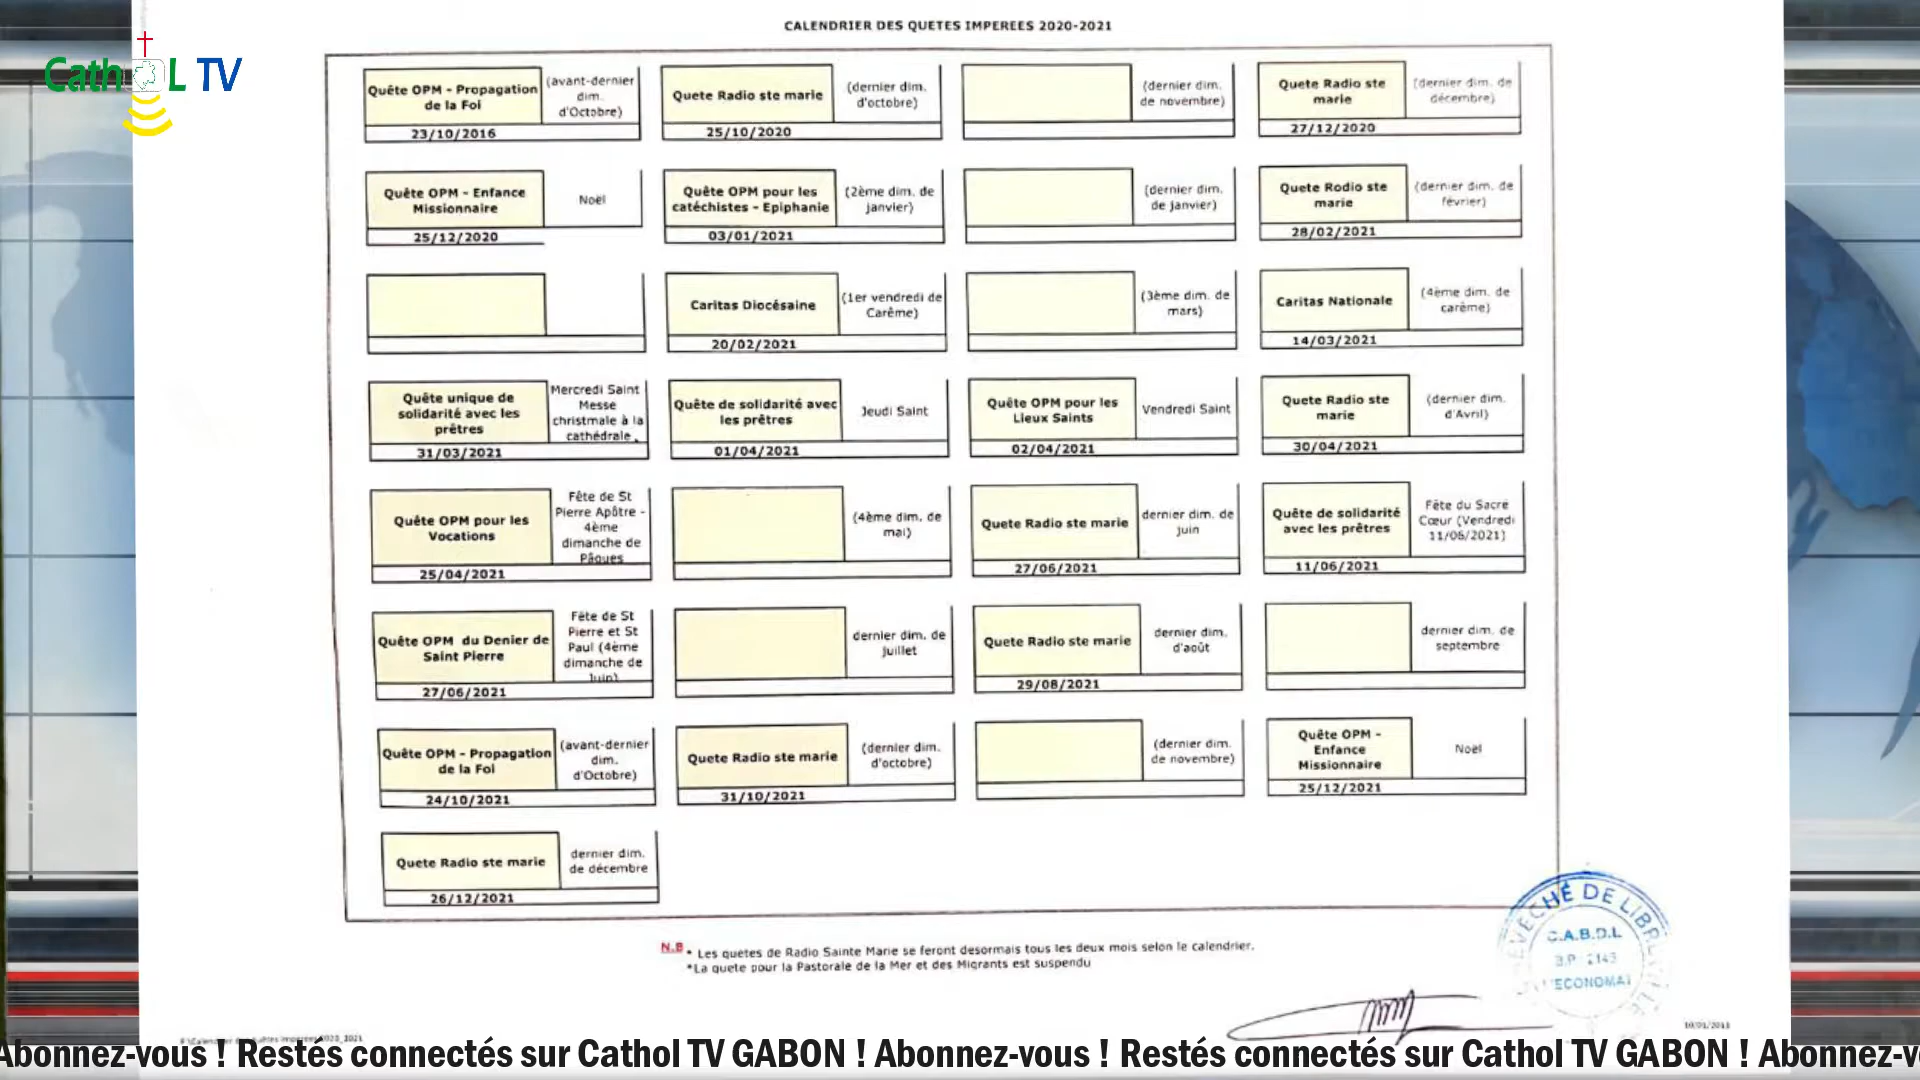 CALENDRIER DES QUETES IMPEREES 2020-2021
Cathol TV
Quête OPM - Propagation
de la Foi
(avant-dernier
dim.
d'Octobre)
23/10/2016
Quete Radio ste marie
(dernier dim.
d'octobre)
25/10/2020
(dernier dim.
de novembre)
Quete Radio ste
marie
(dernier dim. de
décembre)
27/12/2020
Quête OPM - Enfance
Missionnaire
Noël
25/12/2020
Quête OPM pour les
catéchistes - Epiphanie
(2ème dim. de
janvier)
03/01/2021
(dernier dim.
de janvier)
Quete Rodio ste
marie
(dernier dim. de
février)
28/02/2021
Caritas Diocésaine
(1er vendredi de
Carême)
20/02/2021
(3ème dim. de
mars)
Caritas Nationale
(4ème dim. de
carême)
14/03/2021
Quête unique de
solidarité avec les
prêtres
Mercredi Saint
Messe
christmale à la
cathédrale.
31/03/2021
Quête de solidarité avec
les prêtres
Jeudi Saint
01/04/2021
Quête OPM pour les
Lieux Saints
Vendredi Saint
02/04/2021
Quete Radio ste
marie
(dernier dim.
d'Avril)
30/04/2021
Quête OPM pour les
Vocations
Fête de St
Pierre Apôtre -
4ème
dimanche de
Pâques
25/04/2021
(4ème dim. de
mai)
Quete Radio ste marie
dernier dim. de
juin
27/06/2021
Quête de solidarité
avec les prêtres
Fête du Sacré
Cœur (Vendredi
11/06/2021)
11/06/2021
Quête OPM du Denier de
Saint Pierre
Fête de St
Pierre et St
Paul (4ème
dimanche de
Juin)
27/06/2021
dernier dim. de
juillet
Quete Radio ste marie
dernier dim.
d'août
29/08/2021
dernier dim. de
septembre
Quête OPM - Propagation
de la Foi
(avant-dernier
dim.
d'Octobre)
24/10/2021
Quete Radio ste marie
(dernier dim.
d'octobre)
31/10/2021
(dernier dim.
de novembre)
Quête OPM -
Enfance
Missionnaire
Noël
25/12/2021
Quete Radio ste marie
dernier dim.
de décembre
26/12/2021
N.B * Les quetes de Radio Sainte Marie se feront desormais tous les deux mois selon le calendrier.
*La quete pour la Pastorale de la Mer et des Migrants est suspendu
C.A.B.D.L
B.P : 2143
Abonnez-vous ! Restés connectés sur Cathol TV GABON ! Abonnez-vous ! Restés connectés sur Cathol TV GABON ! Abonnez-v